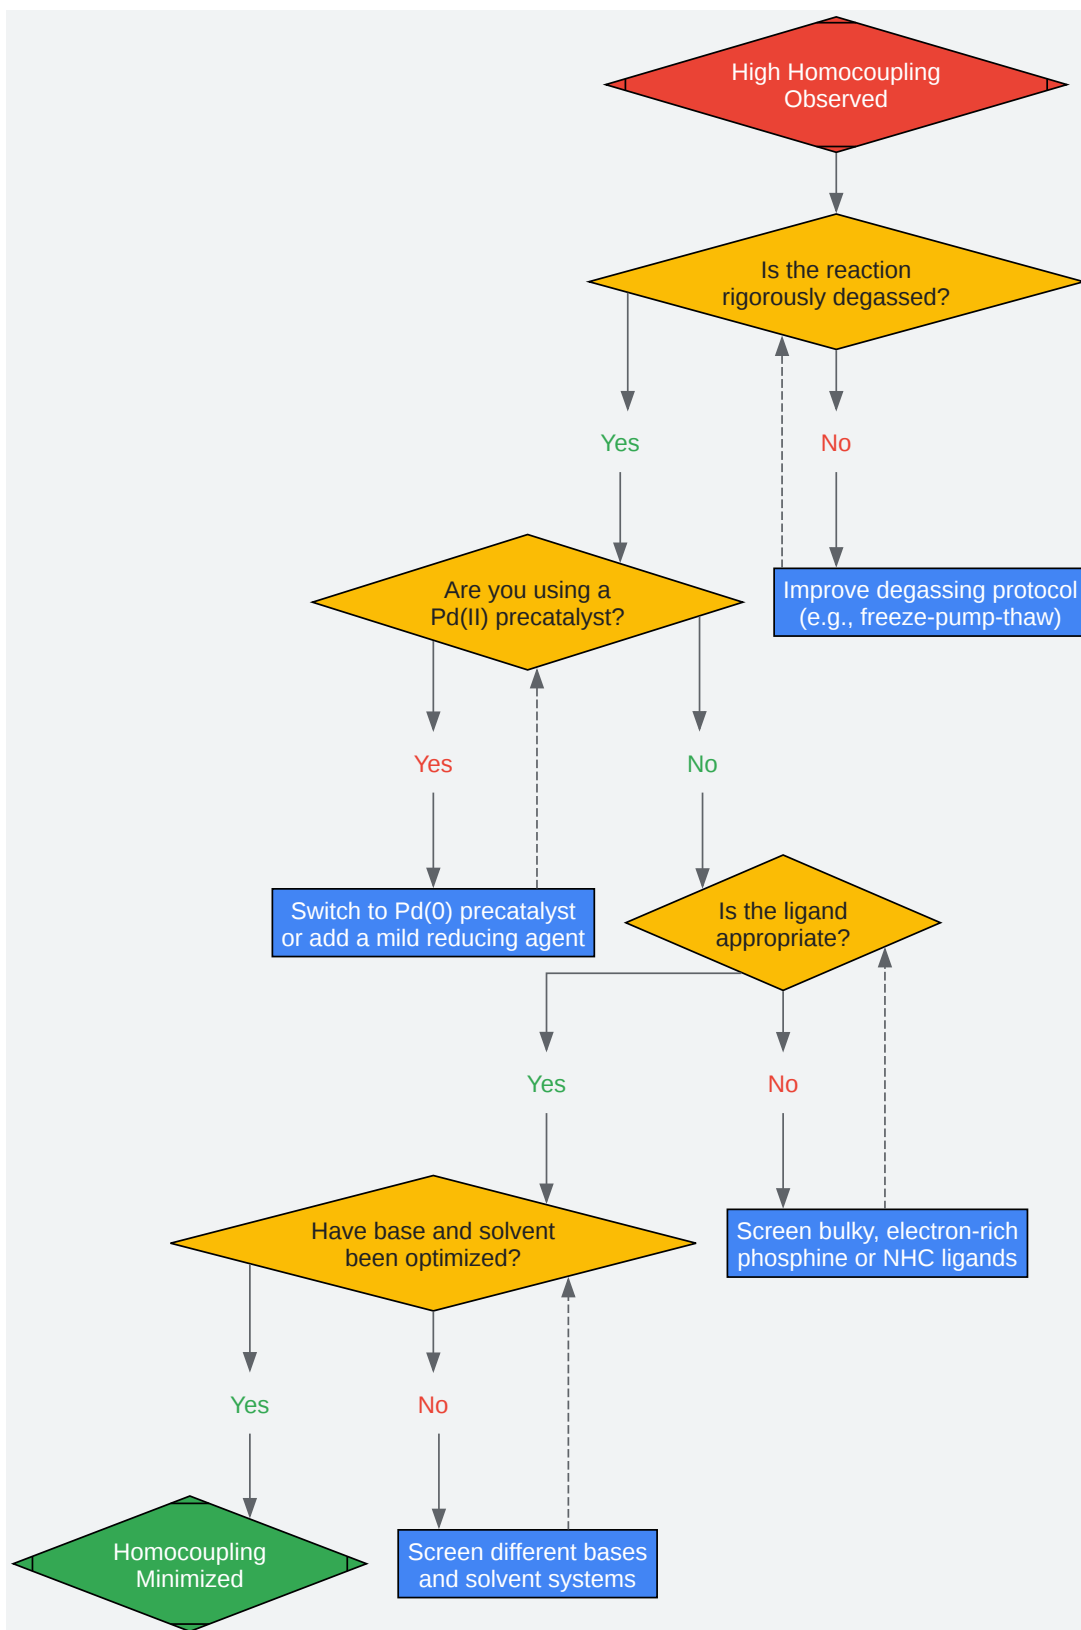 High Homocoupling
Observed
Is the reaction
rigorously degassed?
Yes
No
Are you using a
Pd(II) precatalyst?
Improve degassing protocol
(e.g., freeze-pump-thaw)
Yes
No
Switch to Pd(0) precatalyst
or add a mild reducing agent
Is the ligand
appropriate?
Yes
No
Have base and solvent
been optimized?
Screen bulky, electron-rich
phosphine or NHC ligands
Yes
No
Homocoupling
Minimized
Screen different bases
and solvent systems